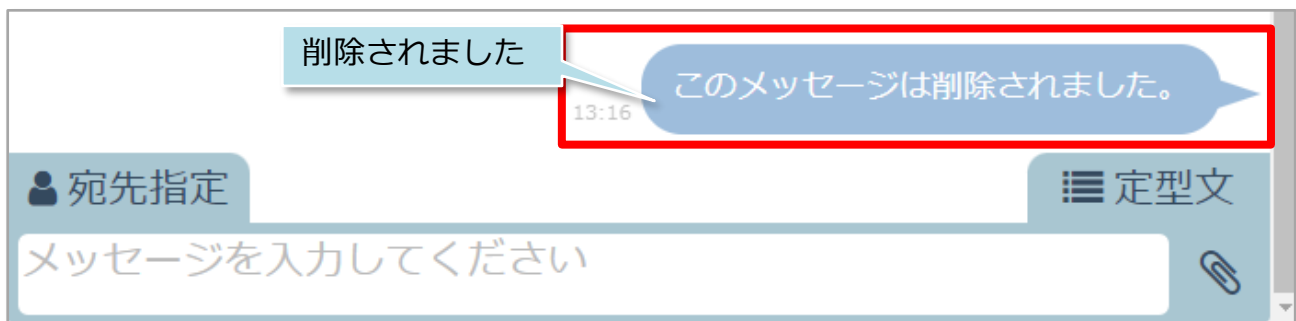 削除されました
このメッセージは削除されました。
13:16
宛先指定
定型文
メッセージを入力してください